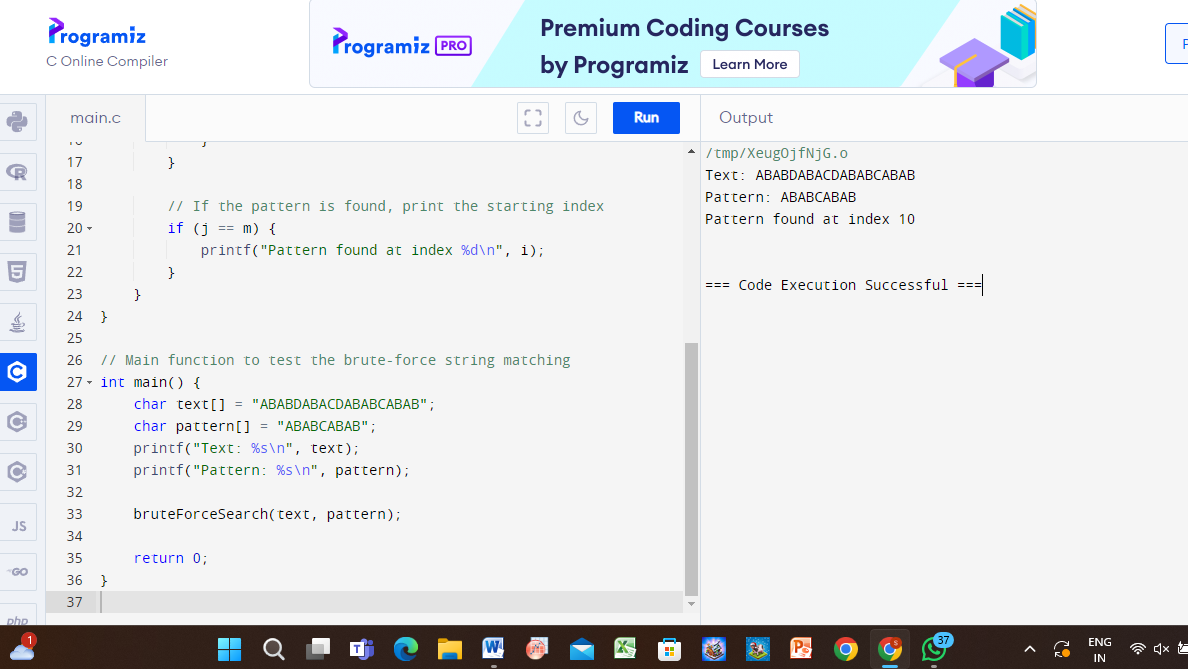 Programiz
C Online Compiler
Programiz PRO
Premium Coding Courses
by Programiz
Learn More
main.c
Run
Output
17 }
18
19 // If the pattern is found, print the starting index
20 if (j == m) {
21 printf("Pattern found at index %d\n", i);
22 }
23 }
24 }
25
26 // Main function to test the brute-force string matching
27 int main() {
28 char text[] = "ABABDABACDABABCABAB";
29 char pattern[] = "ABABCABAB";
30 printf("Text: %s\n", text);
31 printf("Pattern: %s\n", pattern);
32
33 bruteForceSearch(text, pattern);
34
35 return 0;
36 }
37
/tmp/XeugOjfNjG.o
Text: ABABDABACDABABCABAB
Pattern: ABABCABAB
Pattern found at index 10
=== Code Execution Successful ===
JS
GO
php
1
37
ENG
IN